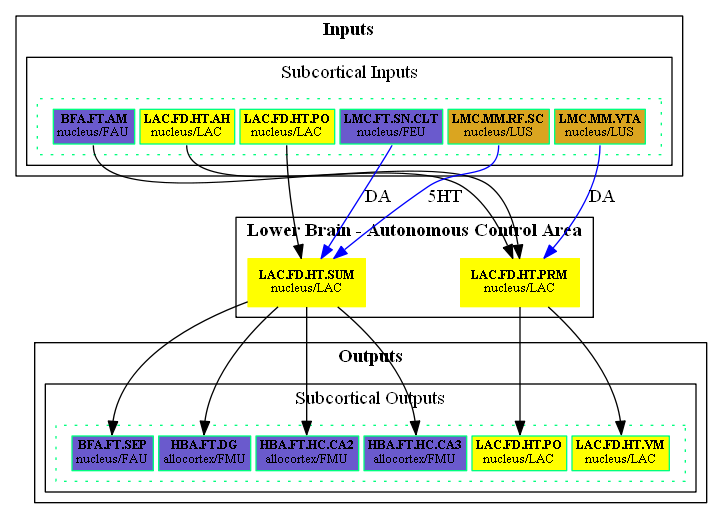 Inputs
Subcortical Inputs
BFA.FT.AM
nucleus/FAU
LAC.FD.HT.AH
nucleus/LAC
LAC.FD.HT.PO
nucleus/LAC
LMC.FT.SN.CLT
nucleus/FEU
LMC.MM.RF.SC
nucleus/LUS
LMC.MM.VTA
nucleus/LUS
DA
5HT
DA
Lower Brain - Autonomous Control Area
LAC.FD.HT.SUM
nucleus/LAC
LAC.FD.HT.PRM
nucleus/LAC
Outputs
Subcortical Outputs
BFA.FT.SEP
nucleus/FAU
HBA.FT.DG
allocortex/FMU
HBA.FT.HC.CA2
allocortex/FMU
HBA.FT.HC.CA3
allocortex/FMU
LAC.FD.HT.PO
nucleus/LAC
LAC.FD.HT.VM
nucleus/LAC